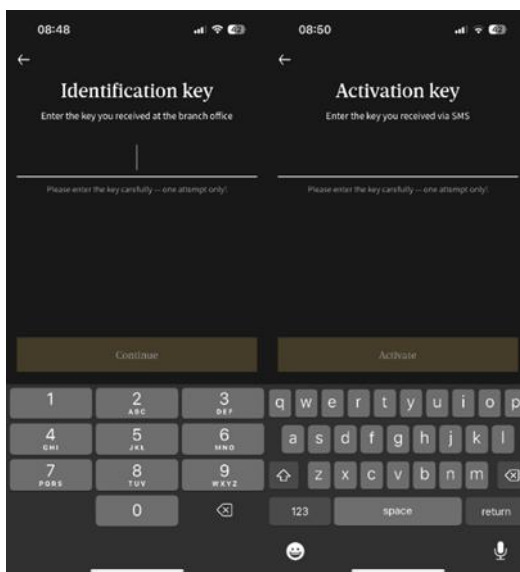 08:48
42
←
Identification key
Enter the key you received at the branch office
Please enter the key carefully — one attempt only!
Continue
1
2
ABC
3
DEF
4
GHI
5
JKL
6
MNO
7
PQRS
8
TUV
9
WXYZ
0
08:50
42
←
Activation key
Enter the key you received via SMS
Please enter the key carefully — one attempt only!
Activate
q w e r t y u i o p
a s d f g h j k l
z x c v b n m
123 space return